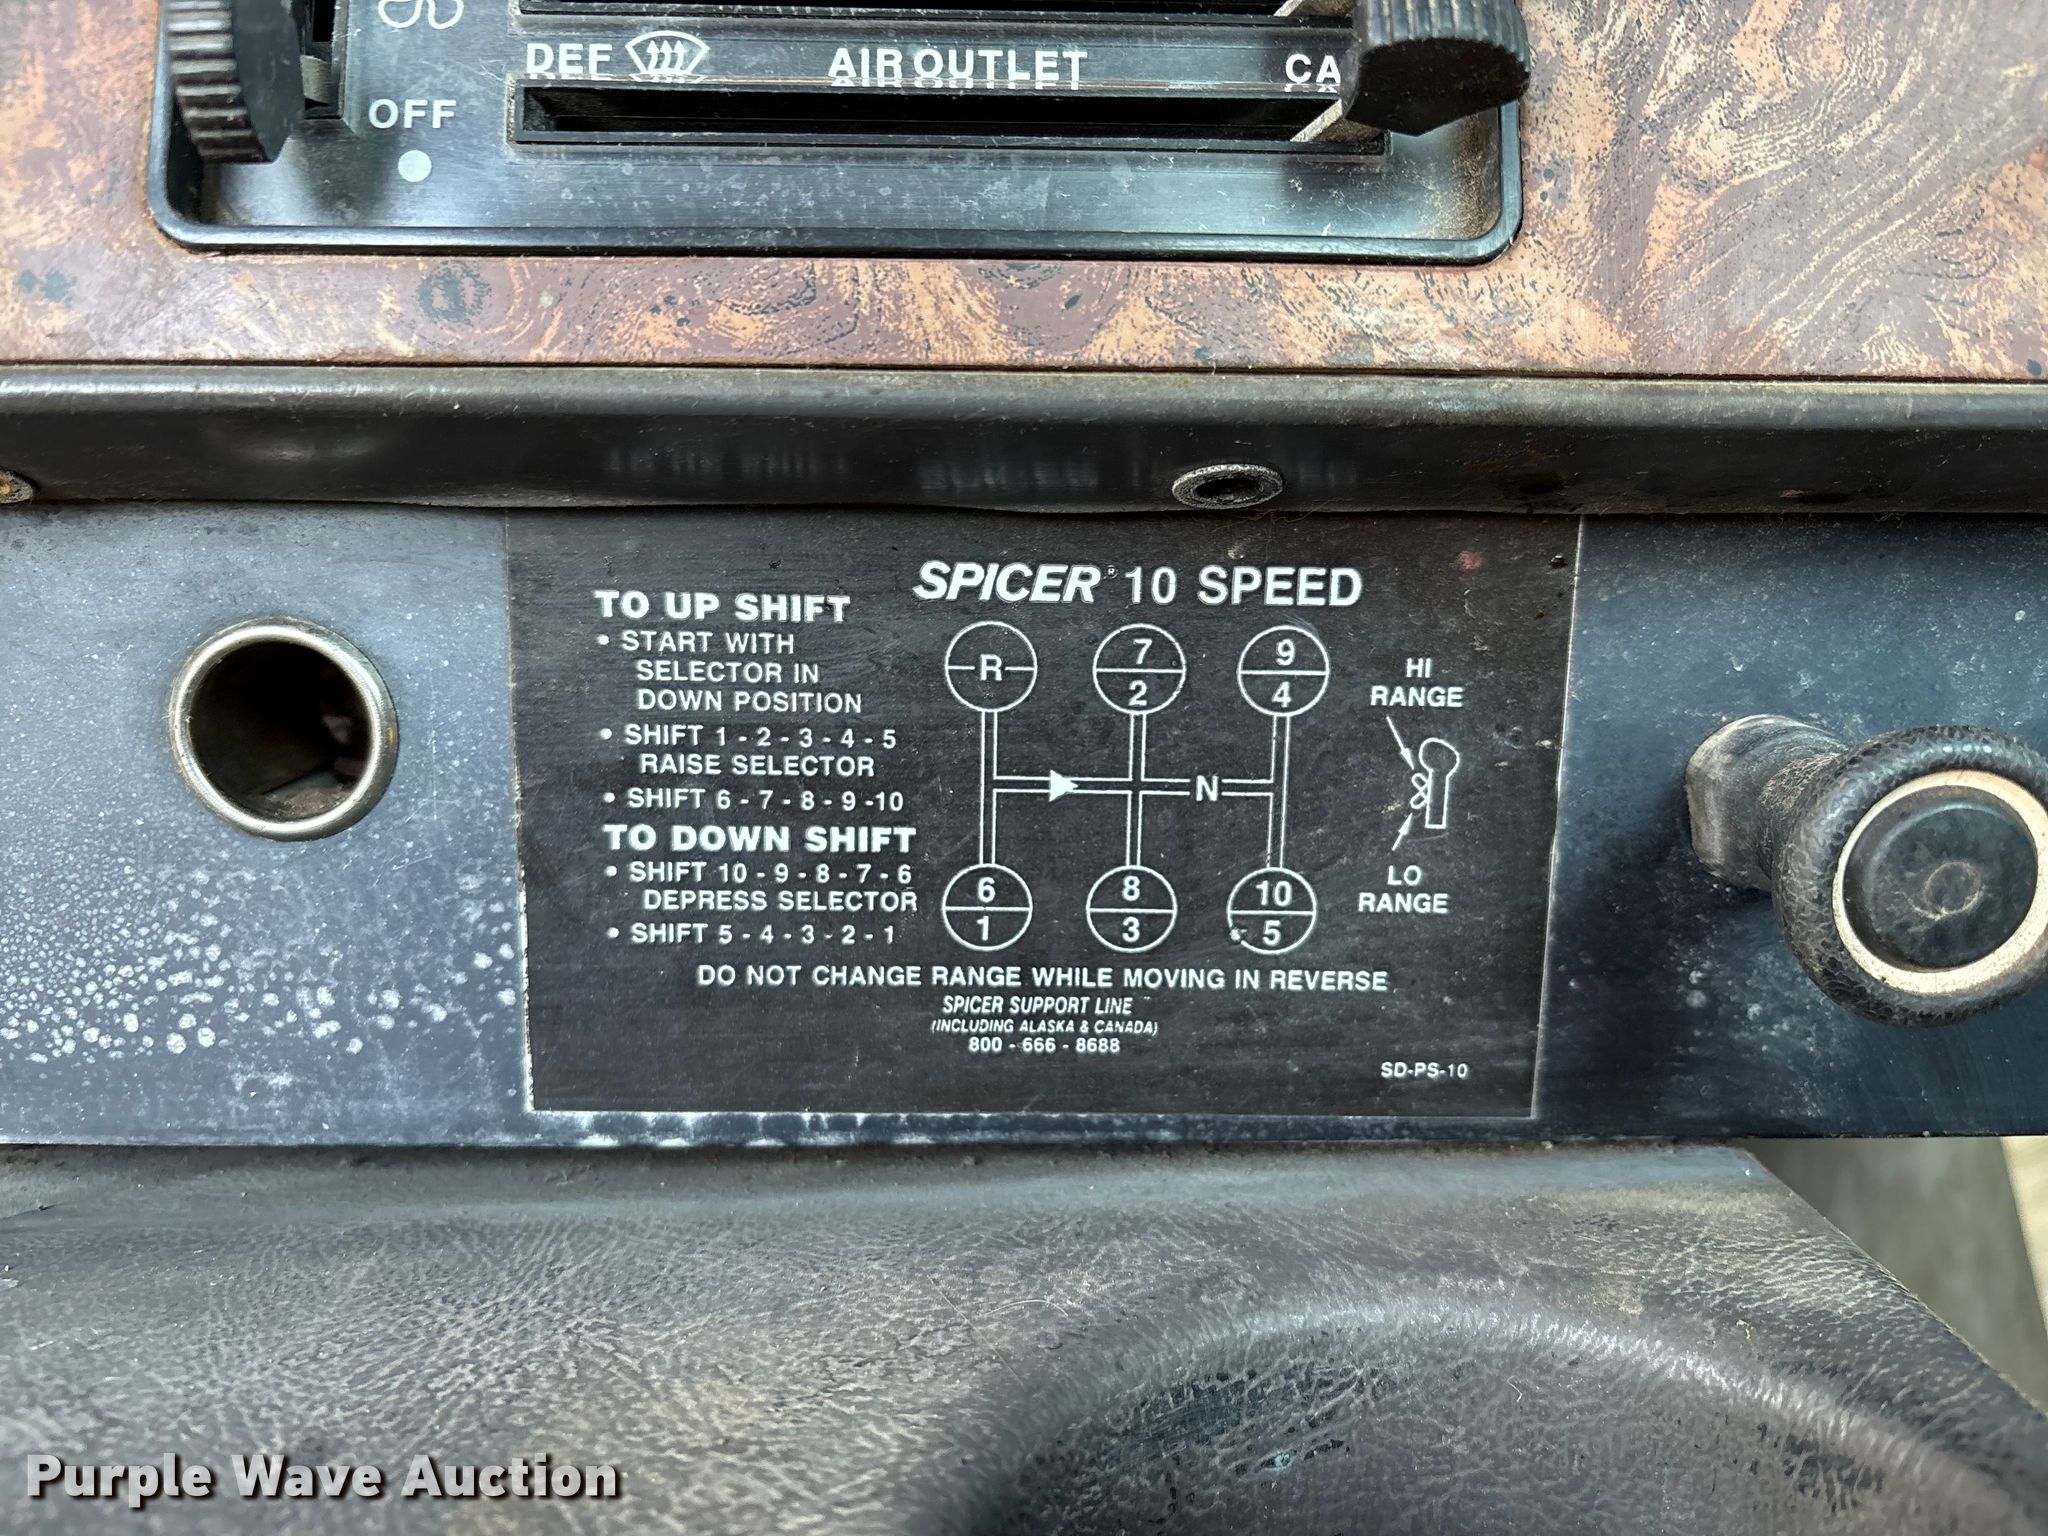 DEF AIR OUTLET CA
OFF
SPICER® 10 SPEED
TO UP SHIFT
• START WITH
SELECTOR IN
DOWN POSITION
• SHIFT 1 - 2 - 3 - 4 - 5
RAISE SELECTOR
• SHIFT 6 - 7 - 8 - 9 -10
TO DOWN SHIFT
• SHIFT 10 - 9 - 8 - 7 - 6
DEPRESS SELECTOR
• SHIFT 5 - 4 - 3 - 2 - 1
R 7 9
2 4
N
6 8 10
1 3 5
HI
RANGE
LO
RANGE
DO NOT CHANGE RANGE WHILE MOVING IN REVERSE
SPICER SUPPORT LINE ™
(INCLUDING ALASKA & CANADA)
800 - 666 - 8688
SD-PS-10
Purple Wave Auction